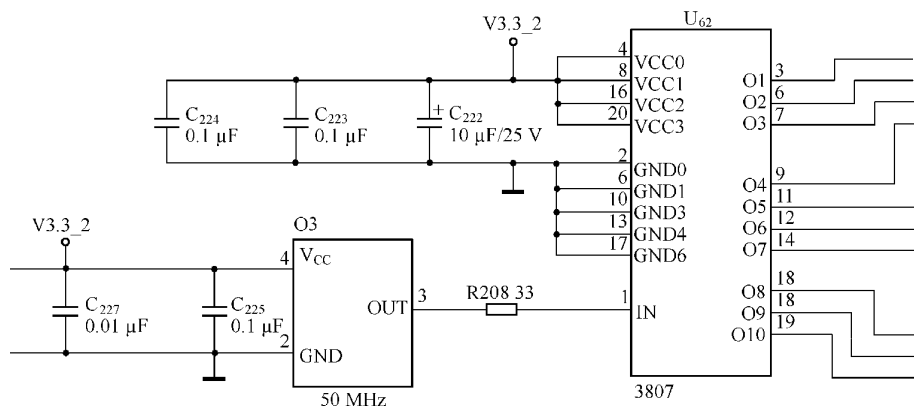 U62
V3.3_2
4
VCC0
8
VCC1
16
VCC2
20
VCC3
3
O1
6
O2
7
O3
C224
0.1 μF
C223
0.1 μF
+
C222
10 μF/25 V
2
GND0
6
GND1
10
GND3
13
GND4
17
GND6
9
O4
11
O5
12
O6
14
O7
18
O8
18
O9
19
O10
O3
V3.3_2
4
VCC
C227
0.01 μF
C225
0.1 μF
OUT
3
R208 33
1
IN
2
GND
50 MHz
3807